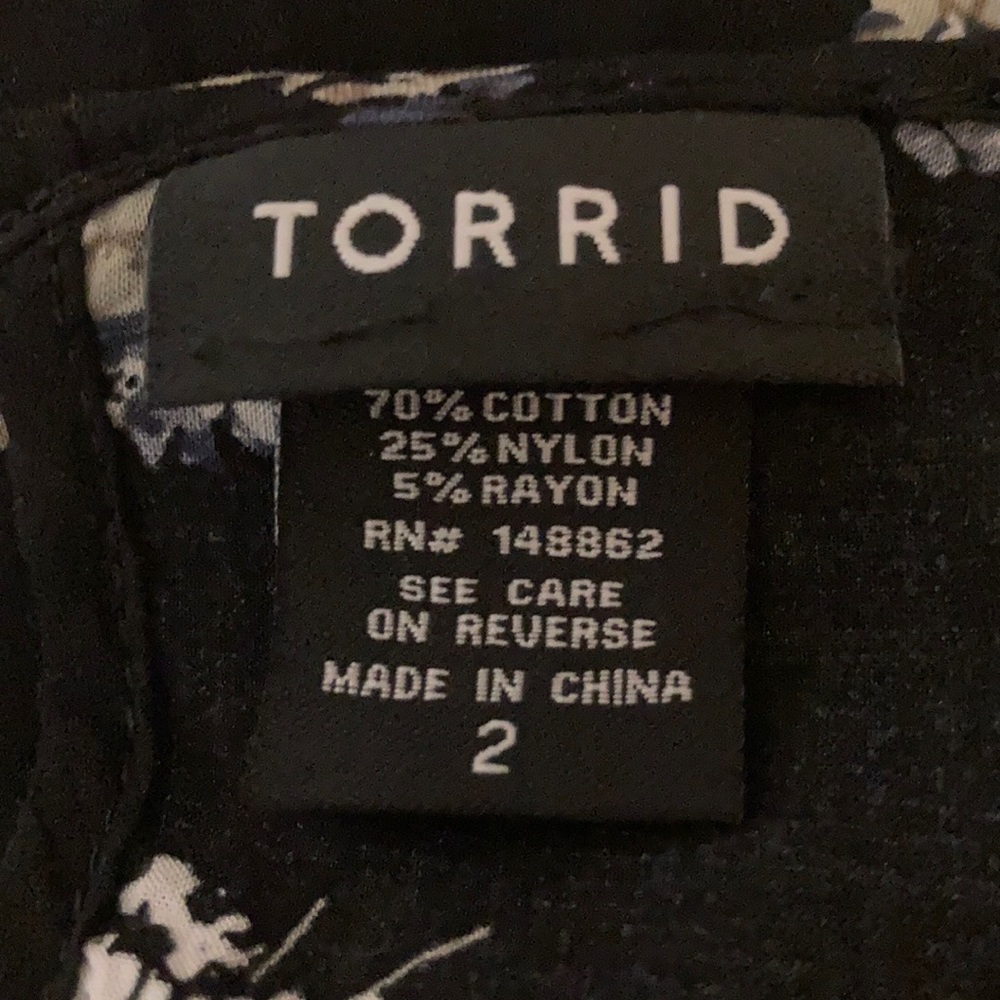 TORRID
70% COTTON
25% NYLON
5% RAYON
RN# 148862
SEE CARE
ON REVERSE
MADE IN CHINA
2